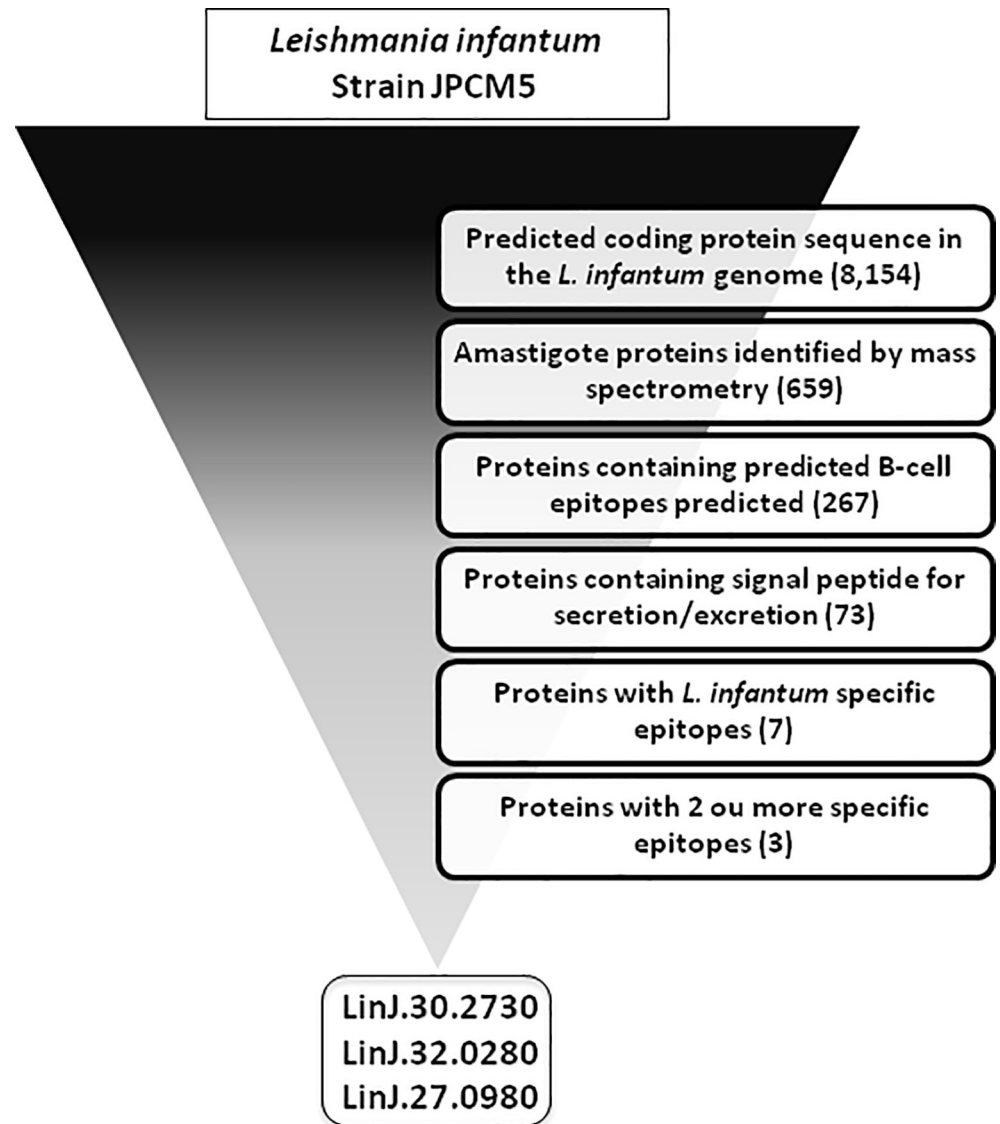 Leishmania infantum
Strain JPCM5
Predicted coding protein sequence in
the L. infantum genome (8,154)
Amastigote proteins identified by mass
spectrometry (659)
Proteins containing predicted B-cell
epitopes predicted (267)
Proteins containing signal peptide for
secretion/excretion (73)
Proteins with L. infantum specific
epitopes (7)
Proteins with 2 ou more specific
epitopes (3)
LinJ.30.2730
LinJ.32.0280
LinJ.27.0980